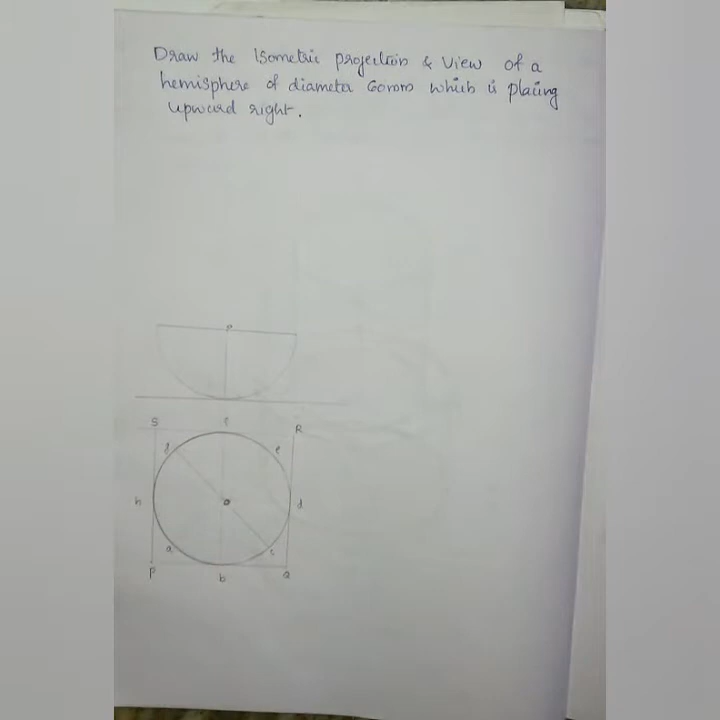 Draw the Isometric projection & View of a
hemisphere of diameter 60mm which is placing
upward right.
S R
g e
h o d
a c
P b Q